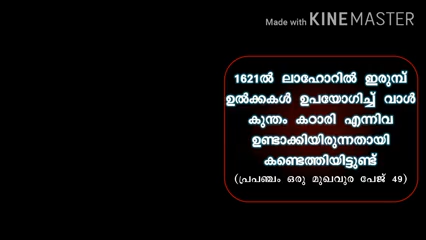 Made with KINEMASTER
1621ൽ ലാഹോറിൽ ഇരുമ്പ്
ഉൽക്കകൾ ഉപയോഗിച്ച് വാൾ
കുന്തം കഠാരി എന്നിവ
ഉണ്ടാക്കിയിരുന്നതായി
കണ്ടെത്തിയിട്ടുണ്ട്
(പ്രപഞ്ചം ഒരു മുഖവുര പേജ് 49)